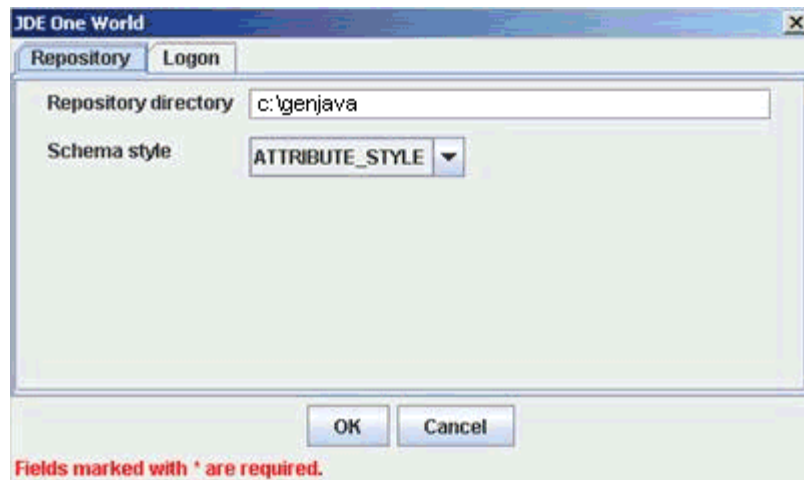 JDE One World
Repository Logon
Repository directory c:\genjava
Schema style ATTRIBUTE_STYLE
OK Cancel
Fields marked with * are required.